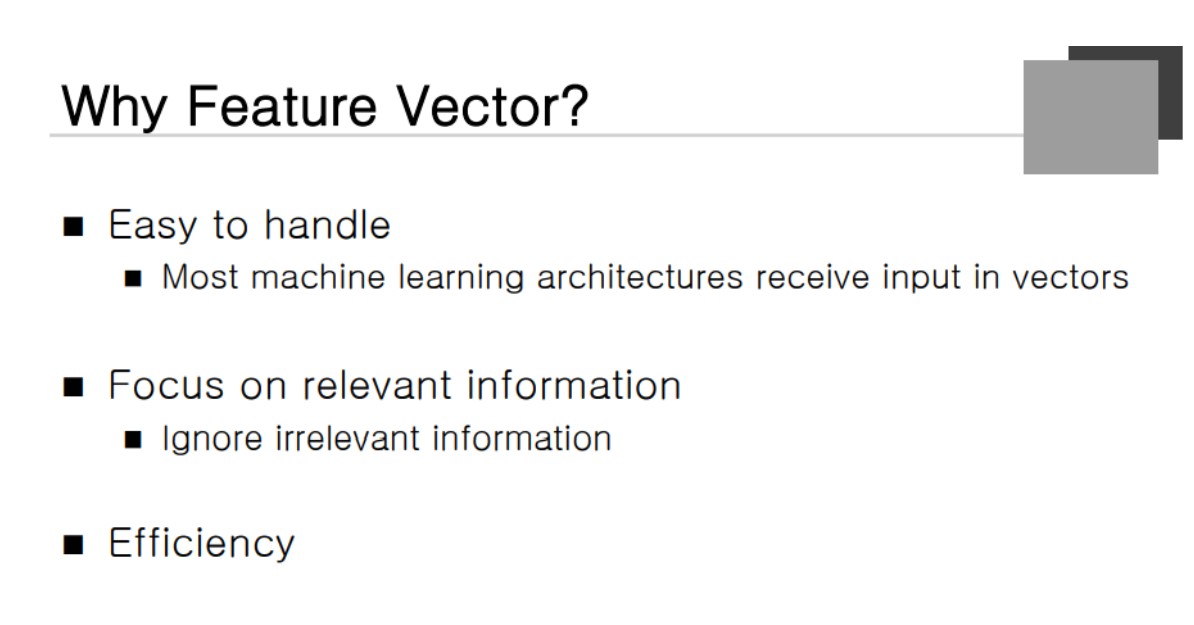 Why Feature Vector?
Easy to handle
Most machine learning architectures receive input in vectors
Focus on relevant information
Ignore irrelevant information
Efficiency